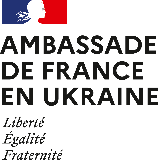 AMBASSADE
DE FRANCE
EN UKRAINE
Liberté
Égalité
Fraternité